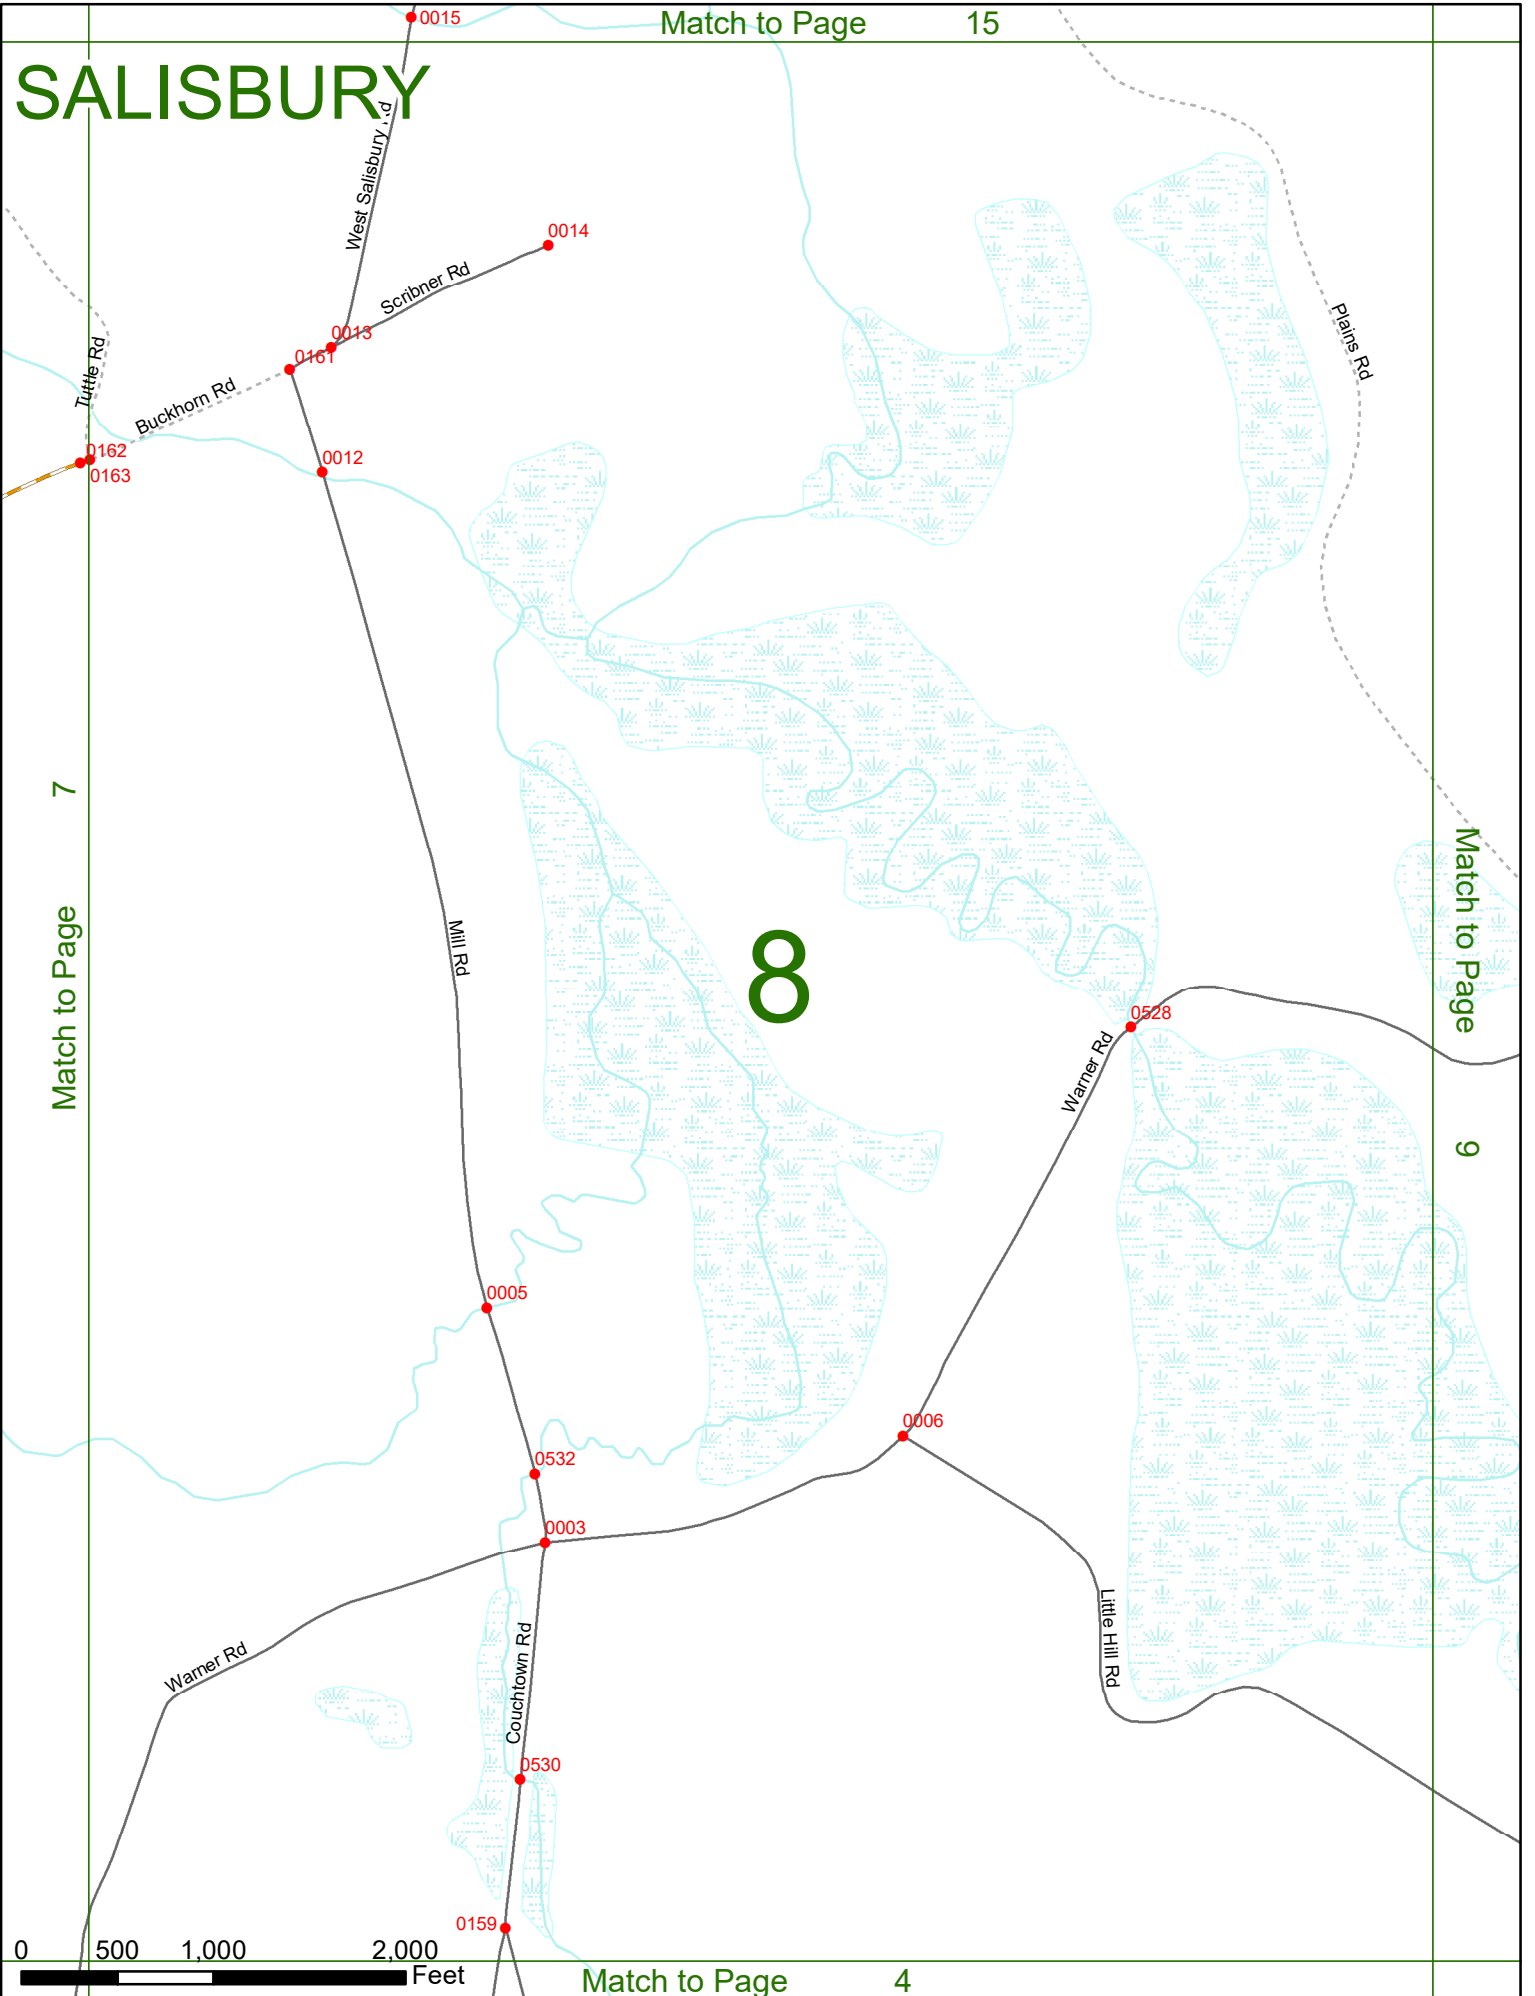 0015
Match to Page 15
SALISBURY
West Salisbury Rd
0014
Scribner Rd
0013
0161
Plains Rd
Tuttle Rd
Buckhorn Rd
0162
0163
0012
Match to Page 7
Mill Rd
8
Match to Page 9
0528
Warner Rd
0005
0006
0532
0003
Little Hill Rd
Warner Rd
Couchtown Rd
0530
0159
0 500 1,000 2,000
Feet
Match to Page 4